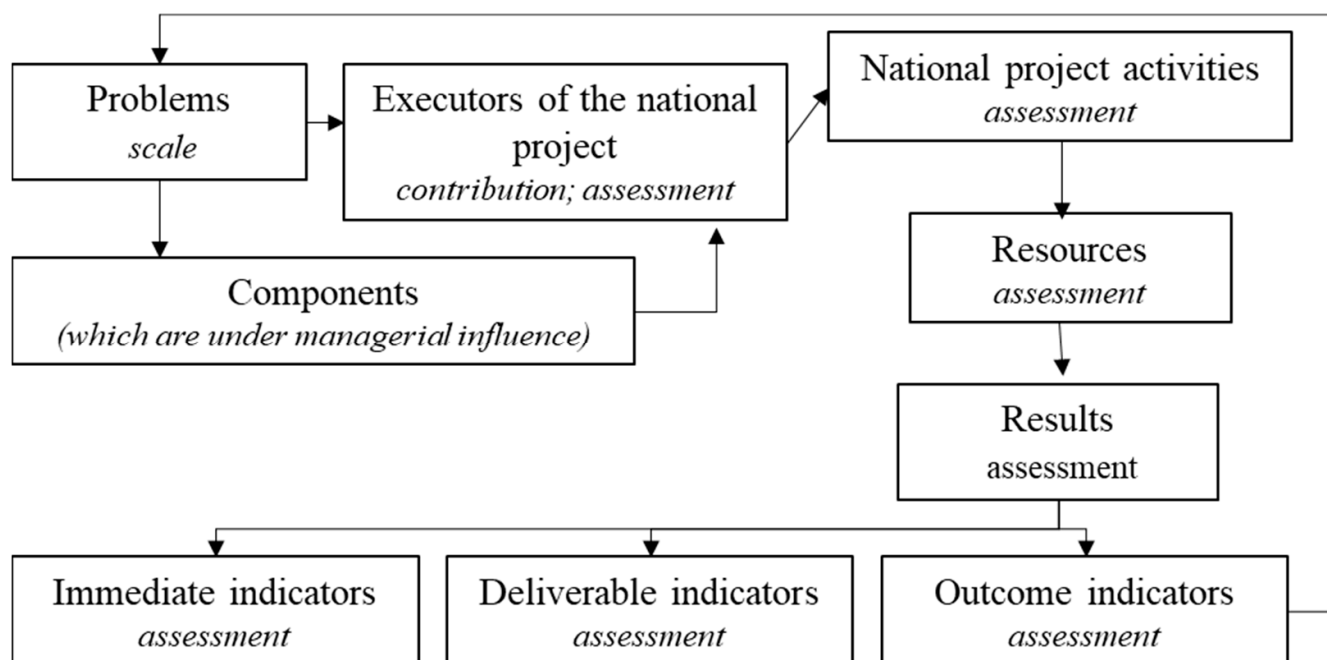 Problems
scale
Executors of the national
project
contribution; assessment
National project activities
assessment
Components
(which are under managerial influence)
Resources
assessment
Results
assessment
Immediate indicators
assessment
Deliverable indicators
assessment
Outcome indicators
assessment